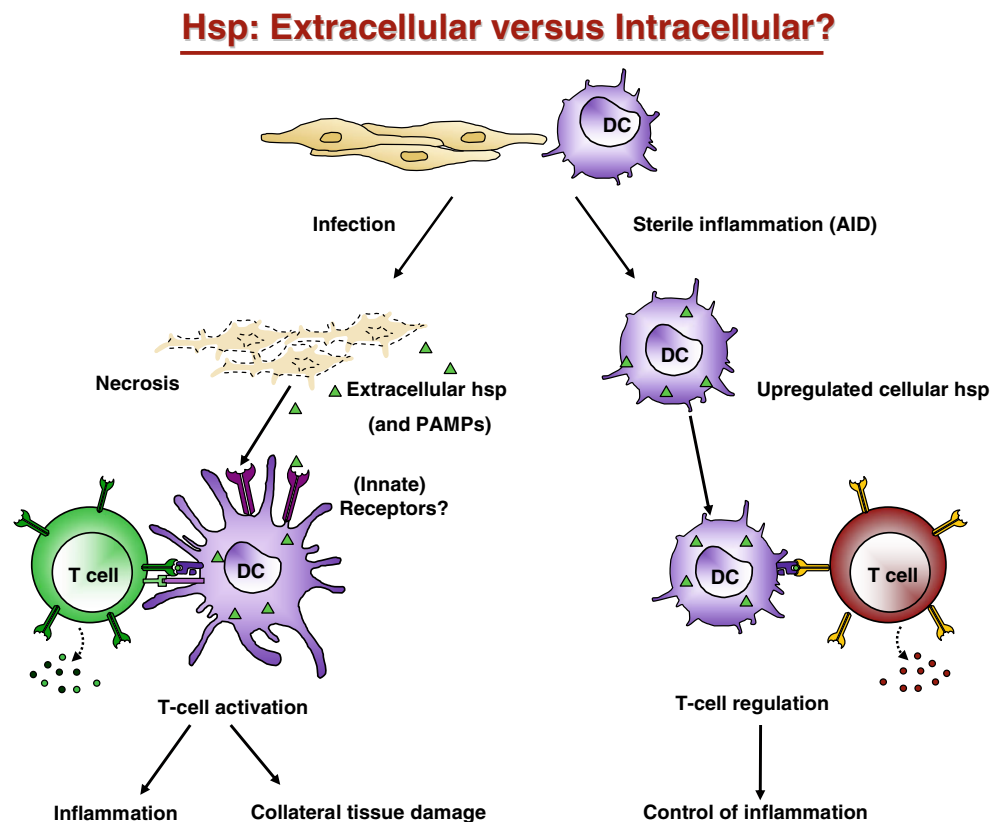 Hsp: Extracellular versus Intracellular?
DC
Infection
Sterile inflammation (AID)
DC
Necrosis
Extracellular hsp
(and PAMPs)
Upregulated cellular hsp
(Innate)
Receptors?
T cell
DC
DC
T cell
T-cell activation
T-cell regulation
Inflammation
Collateral tissue damage
Control of inflammation